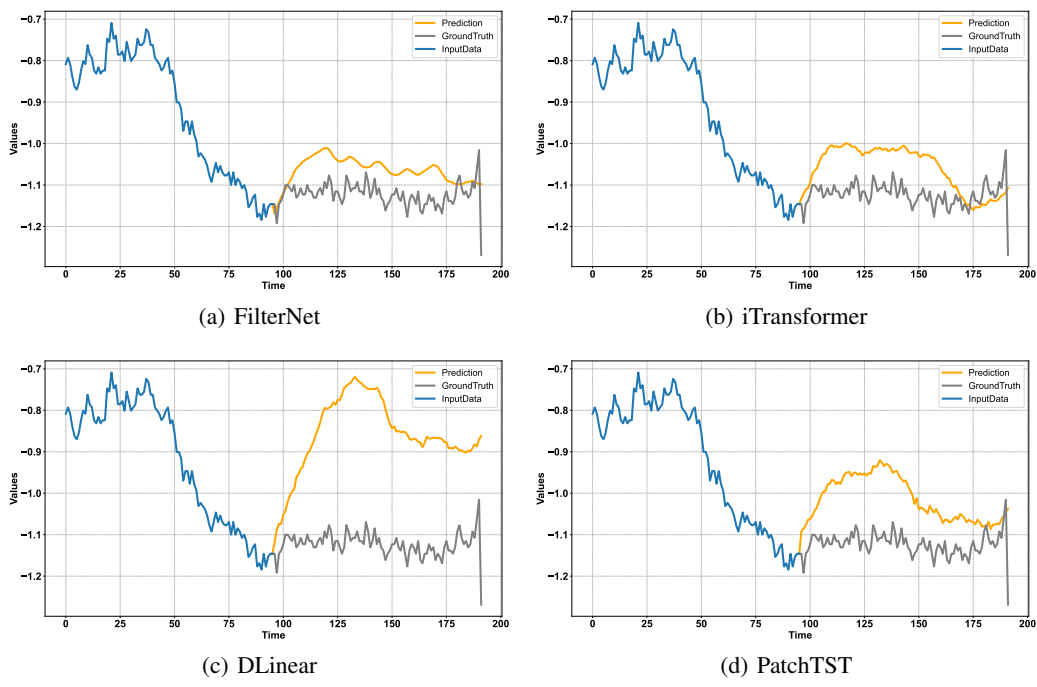 −0.7
−0.8
−0.9
−1.0
−1.1
−1.2
Values
0 25 50 75 100 125 150 175 200
Time
Prediction
GroundTruth
InputData
(a) FilterNet
−0.7
−0.8
−0.9
−1.0
−1.1
−1.2
Values
0 25 50 75 100 125 150 175 200
Time
Prediction
GroundTruth
InputData
(b) iTransformer
−0.7
−0.8
−0.9
−1.0
−1.1
−1.2
Values
0 25 50 75 100 125 150 175 200
Time
Prediction
GroundTruth
InputData
(c) DLinear
−0.7
−0.8
−0.9
−1.0
−1.1
−1.2
Values
0 25 50 75 100 125 150 175 200
Time
Prediction
GroundTruth
InputData
(d) PatchTST